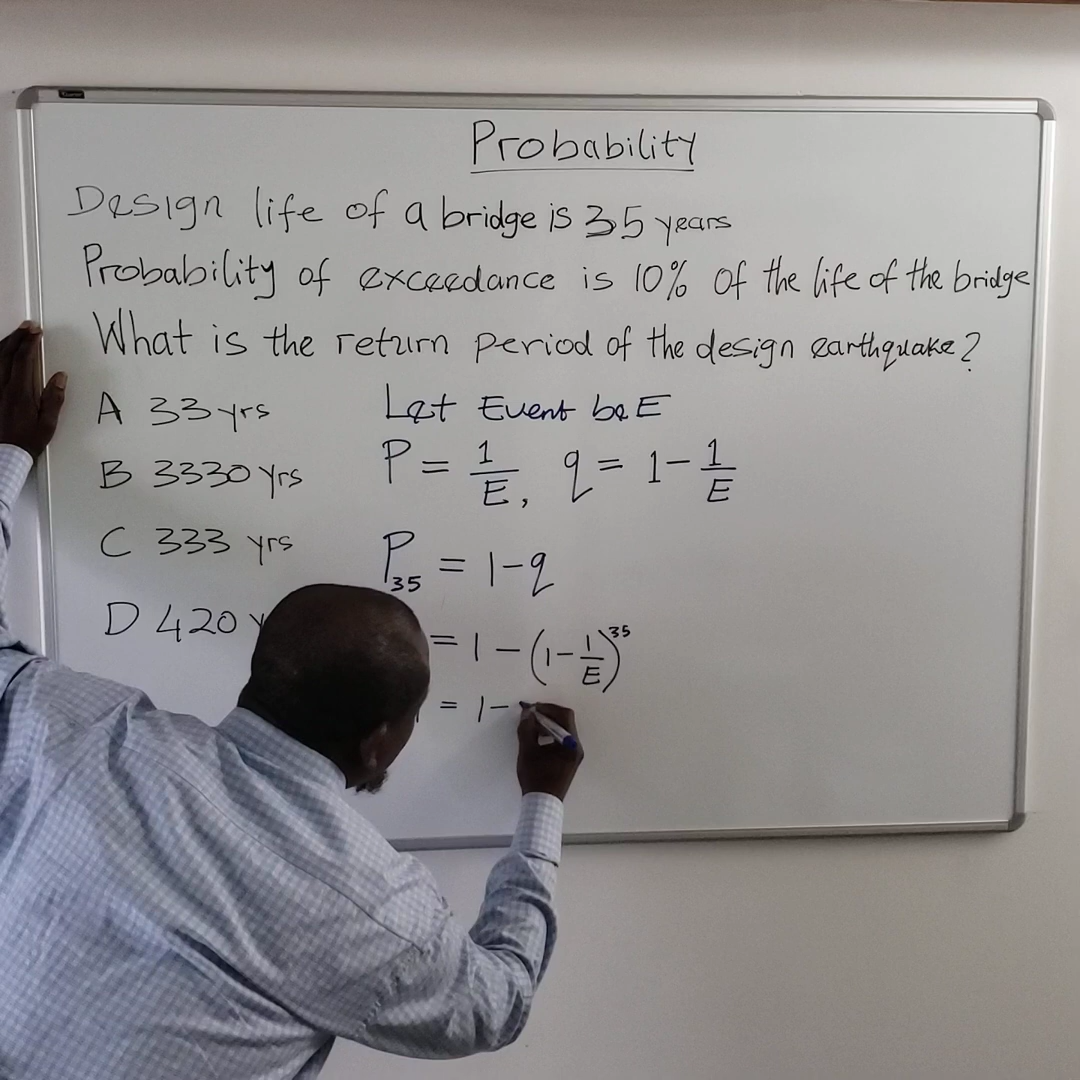 Probability
Design life of a bridge is 35 years
Probability of exceedance is 10% of the life of the bridge
What is the return period of the design earthquake?
A 33 yrs
B 3330 yrs
C 333 yrs
D 420 y
Let Event be E
P = 1/E, q = 1 - 1/E
P₃₅ = 1-q
= 1 - (1 - 1/E)³⁵
= 1-